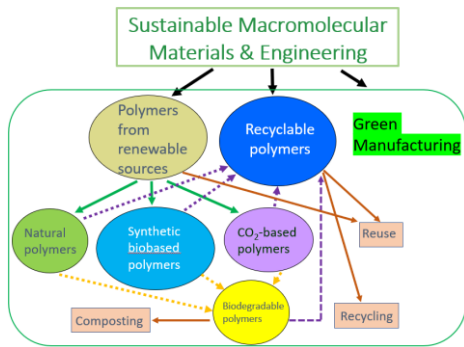 Sustainable Macromolecular
Materials & Engineering
Polymers
from
renewable
sources
Recyclable
polymers
Green
Manufacturing
Natural
polymers
Synthetic
biobased
polymers
CO₂-based
polymers
Reuse
Biodegradable
polymers
Composting
Recycling